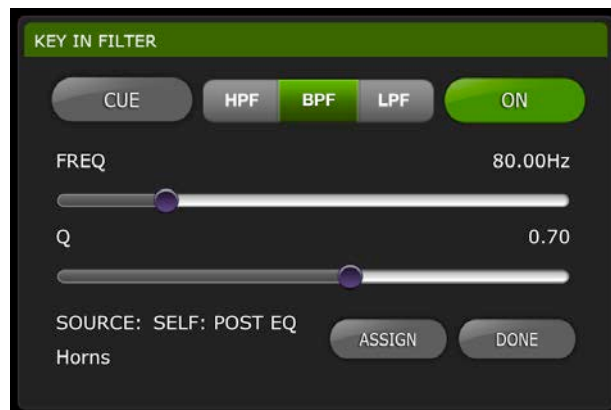 KEY IN FILTER
CUE HPF BPF LPF ON
FREQ 80.00Hz
Q 0.70
SOURCE: SELF: POST EQ
Horns
ASSIGN DONE